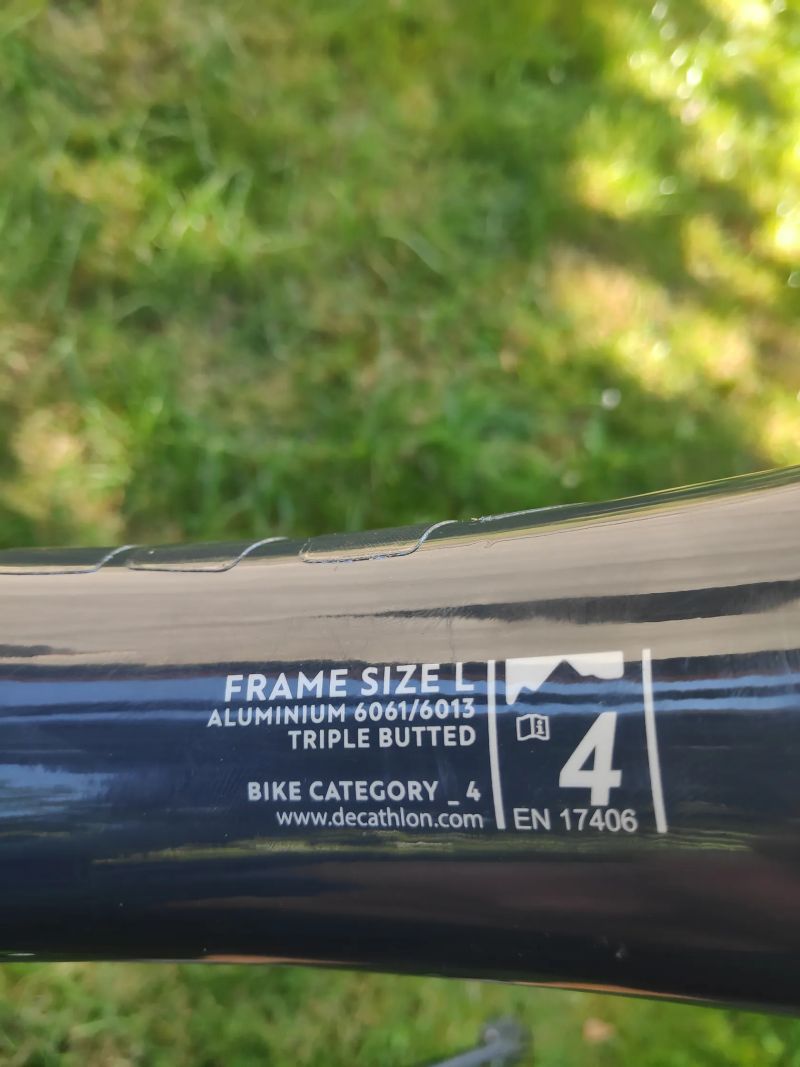 FRAME SIZE L
ALUMINIUM 6061/6013
TRIPLE BUTTED
BIKE CATEGORY _ 4
www.decathlon.com
4
EN 17406